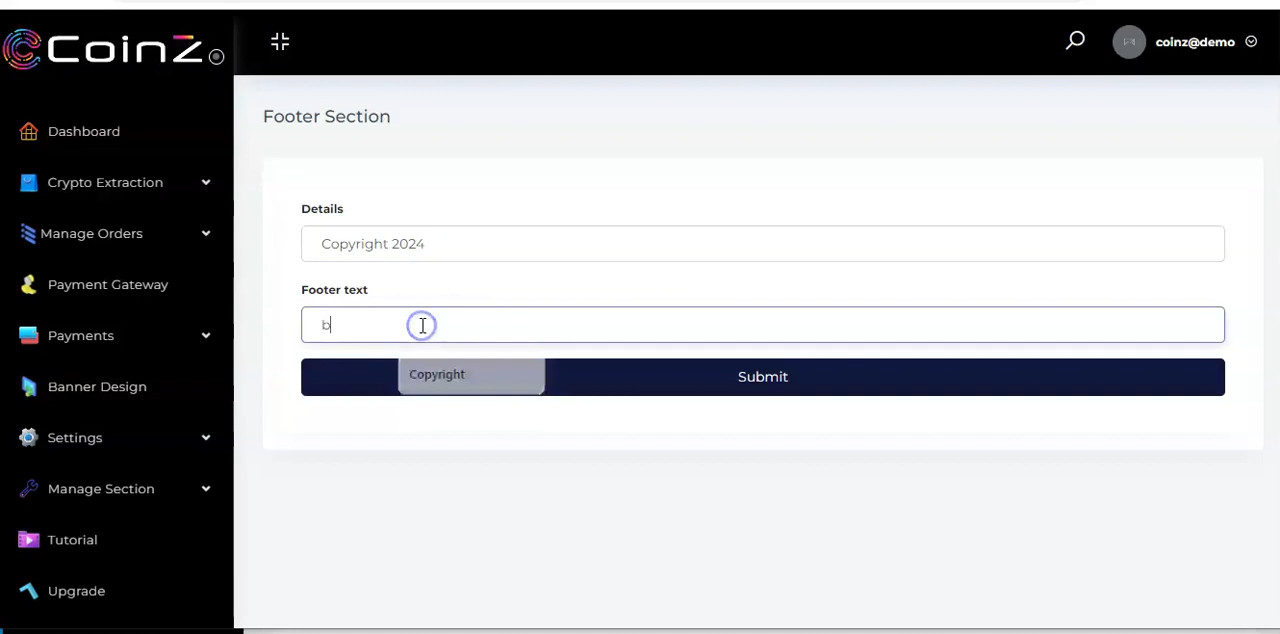 CoinZ
coinz@demo
Dashboard
Crypto Extraction
Manage Orders
Payment Gateway
Payments
Banner Design
Settings
Manage Section
Tutorial
Upgrade
Footer Section
Details
Copyright 2024
Footer text
b
Copyright
Submit